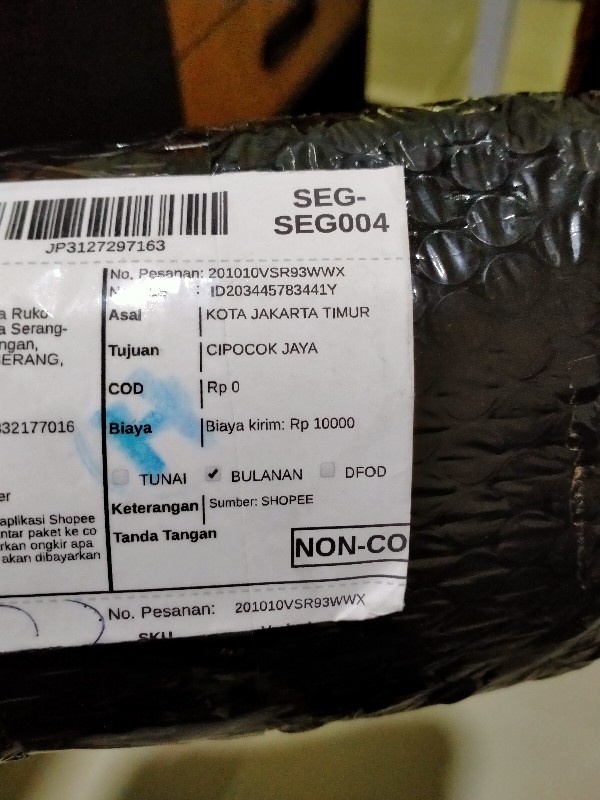 SEG-
SEG004
JP3127297163
No. Pesanan: 201010VSR93WWX
: ID203445783441Y
a Ruko
a Serang-
ngan,
ERANG,
332177016
Asal KOTA JAKARTA TIMUR
Tujuan CIPOCOK JAYA
COD Rp 0
Biaya Biaya kirim: Rp 10000
TUNAI ✔ BULANAN DFOD
Keterangan Sumber: SHOPEE
Tanda Tangan
er
aplikasi Shopee
ntar paket ke co
rkan ongkir apa
akan dibayarkan
NON-CO
No. Pesanan: 201010VSR93WWX
SKU